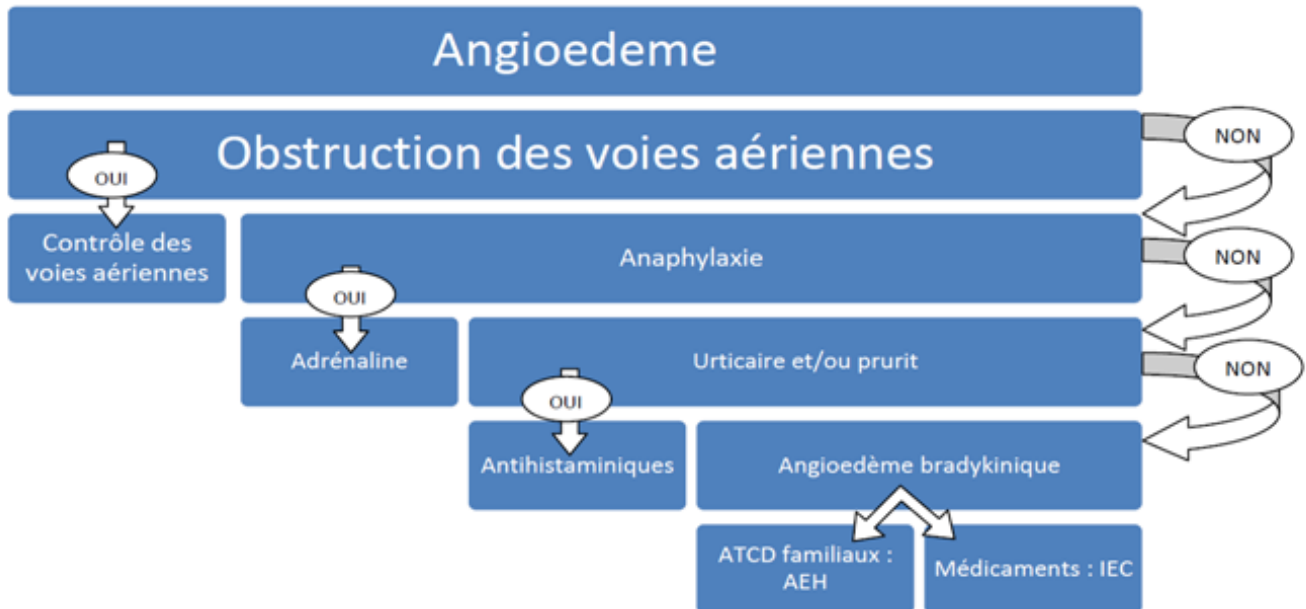 Angioedeme
Obstruction des voies aériennes
NON
OUI
Contrôle des
voies aériennes
Anaphylaxie
NON
OUI
Adrénaline
Urticaire et/ou prurit
NON
OUI
Antihistaminiques
Angioedème bradykinique
ATCD familiaux :
AEH
Médicaments : IEC